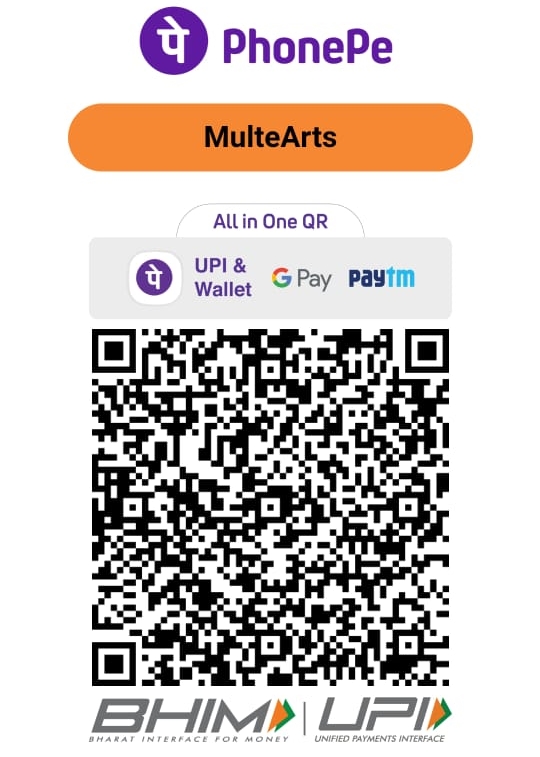 पे PhonePe
MulteArts
All in One QR
पे UPI & Wallet G Pay paytm
BHIM | UPI
BHARAT INTERFACE FOR MONEY UNIFIED PAYMENTS INTERFACE